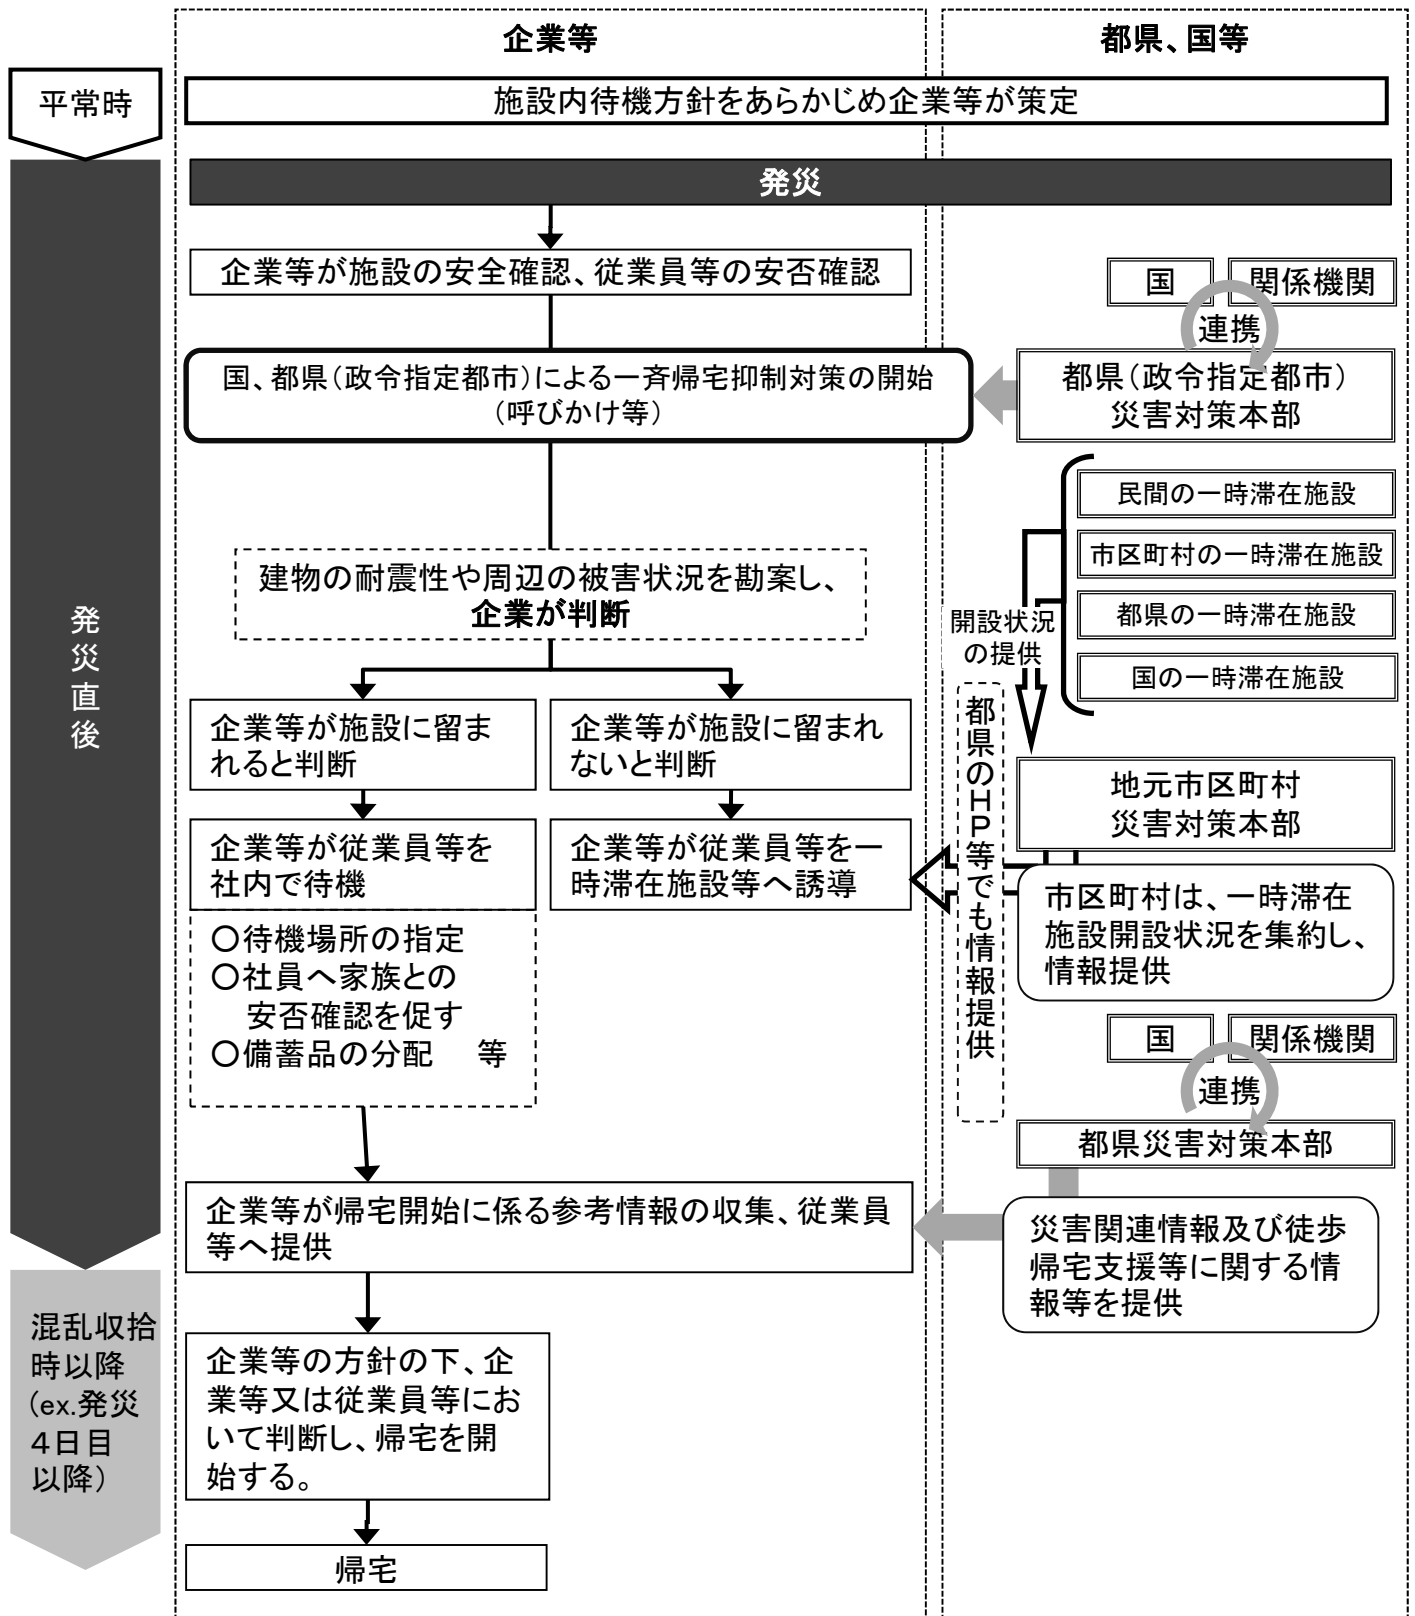 企業等
都県、国等
平常時
施設内待機方針をあらかじめ企業等が策定
発災
発災直後
企業等が施設の安全確認、従業員等の安否確認
国
関係機関
連携
国、都県(政令指定都市)による一斉帰宅抑制対策の開始
(呼びかけ等)
都県(政令指定都市)
災害対策本部
民間の一時滞在施設
市区町村の一時滞在施設
都県の一時滞在施設
国の一時滞在施設
建物の耐震性や周辺の被害状況を勘案し、
企業が判断
開設状況
の提供
企業等が施設に留ま
れると判断
企業等が施設に留まれ
ないと判断
都県のHP等でも情報提供
地元市区町村
災害対策本部
企業等が従業員等を
社内で待機
企業等が従業員等を一
時滞在施設等へ誘導
市区町村は、一時滞在
施設開設状況を集約し、
情報提供
○待機場所の指定
○社員へ家族との
安否確認を促す
○備蓄品の分配 等
国
関係機関
連携
都県災害対策本部
企業等が帰宅開始に係る参考情報の収集、従業員
等へ提供
災害関連情報及び徒歩
帰宅支援等に関する情
報等を提供
混乱収拾
時以降
(ex.発災
4日目
以降)
企業等の方針の下、企
業等又は従業員等にお
いて判断し、帰宅を開
始する。
帰宅